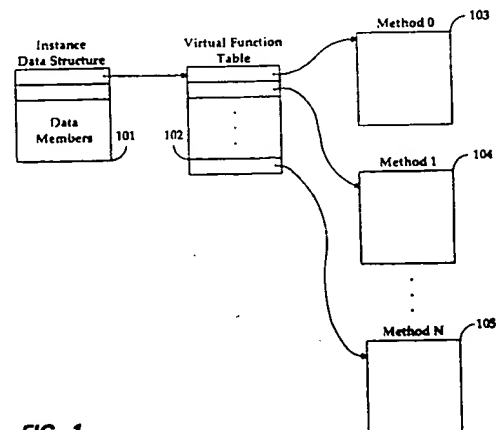 Instance
Data Structure
Data
Members
101
Virtual Function
Table
102
Method 0
103
Method 1
104
Method N
105
FIG. 1